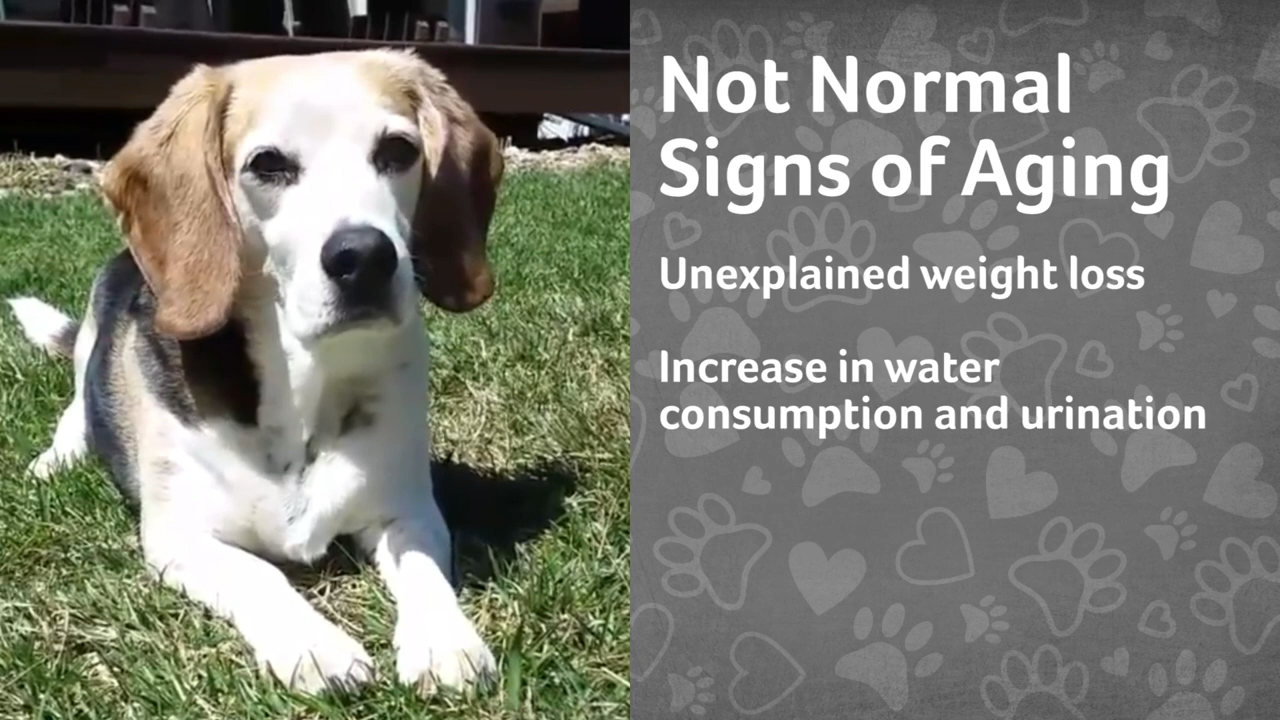 Not Normal
Signs of Aging
Unexplained weight loss
Increase in water
consumption and urination